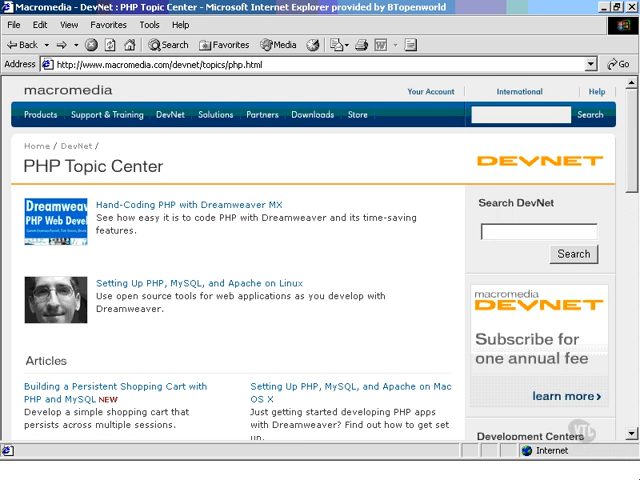 Macromedia - DevNet : PHP Topic Center - Microsoft Internet Explorer provided by BTopenworld
File Edit View Favorites Tools Help
Back Search Favorites Media
Address http://www.macromedia.com/devnet/topics/php.html Go
macromedia Your Account International Help
Products Support & Training DevNet Solutions Partners Downloads Store Search
Home / DevNet /
PHP Topic Center
DEVNET
Dreamweav
PHP Web Deve
Hand-Coding PHP with Dreamweaver MX
See how easy it is to code PHP with Dreamweaver and its time-saving
features.
Setting Up PHP, MySQL, and Apache on Linux
Use open source tools for web applications as you develop with
Dreamweaver.
Articles
Building a Persistent Shopping Cart with
PHP and MySQL NEW
Develop a simple shopping cart that
persists across multiple sessions.
Setting Up PHP, MySQL, and Apache on Mac
OS X
Just getting started developing PHP apps
with Dreamweaver? Find out how to get set
up.
Search DevNet
Search
macromedia
DEVNET
Subscribe for
one annual fee
learn more
Development Centers
VTC
Internet